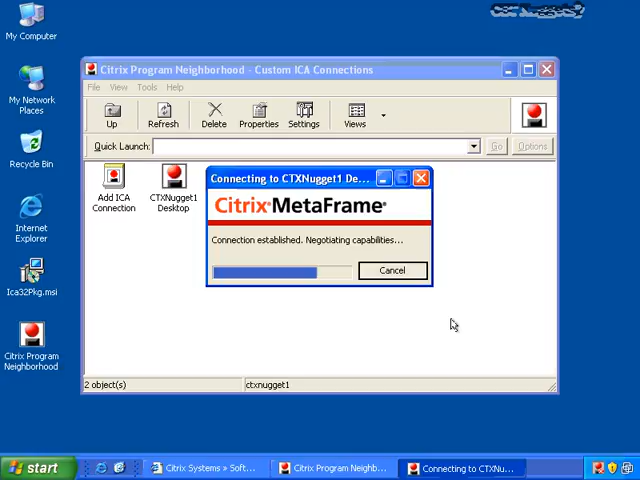 CBT Nuggets
My Computer
My Network
Places
Recycle Bin
Internet
Explorer
Ica32Pkg.msi
Citrix Program
Neighborhood
Citrix Program Neighborhood - Custom ICA Connections
File View Tools Help
Up Refresh Delete Properties Settings Views
Quick Launch: Go Options
Add ICA
Connection
CTXNugget1
Desktop
Connecting to CTXNugget1 De...
Citrix MetaFrame
Connection established. Negotiating capabilities...
Cancel
2 object(s) ctxnugget1
start Citrix Systems » Soft... Citrix Program Neighb... Connecting to CTXNu...